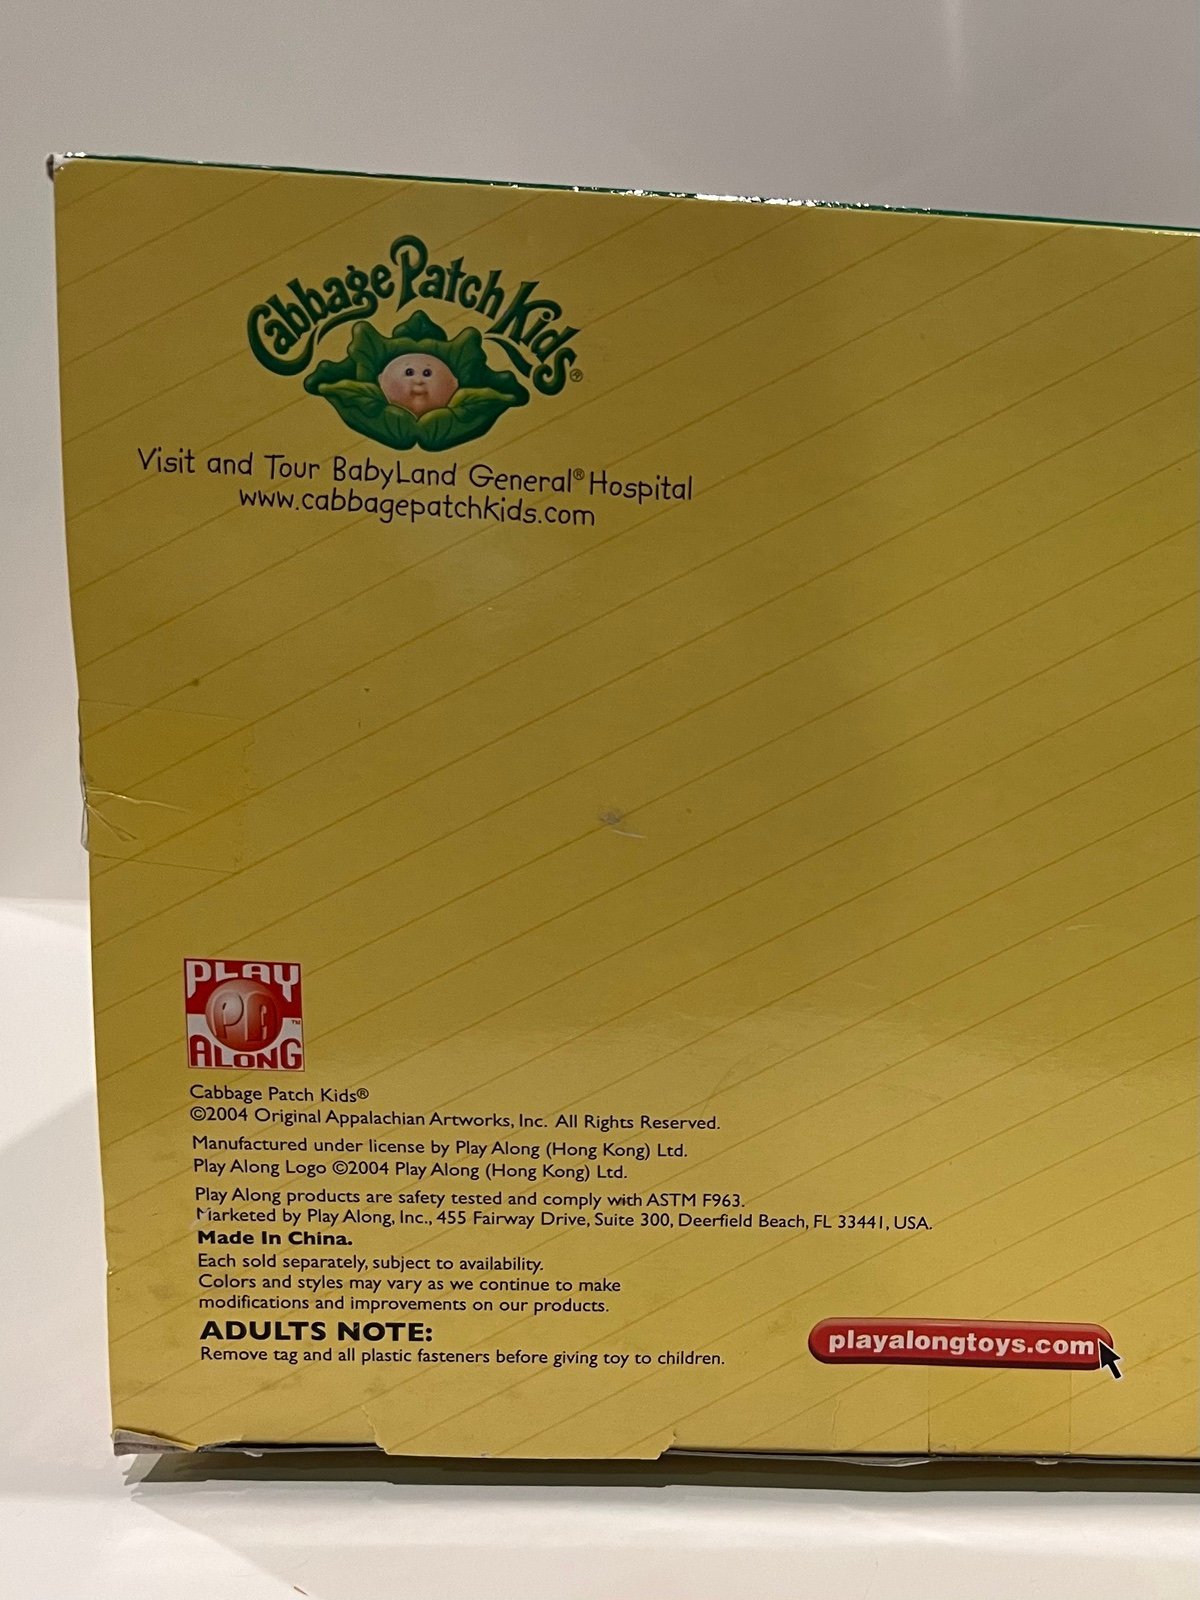 Cabbage Patch Kids®
Visit and Tour BabyLand General® Hospital
www.cabbagepatchkids.com
PLAY
PA
ALONG™
Cabbage Patch Kids®
©2004 Original Appalachian Artworks, Inc. All Rights Reserved.
Manufactured under license by Play Along (Hong Kong) Ltd.
Play Along Logo ©2004 Play Along (Hong Kong) Ltd.
Play Along products are safety tested and comply with ASTM F963.
Marketed by Play Along, Inc., 455 Fairway Drive, Suite 300, Deerfield Beach, FL 33441, USA.
Made In China.
Each sold separately, subject to availability.
Colors and styles may vary as we continue to make
modifications and improvements on our products.
ADULTS NOTE:
Remove tag and all plastic fasteners before giving toy to children.
playalongtoys.com